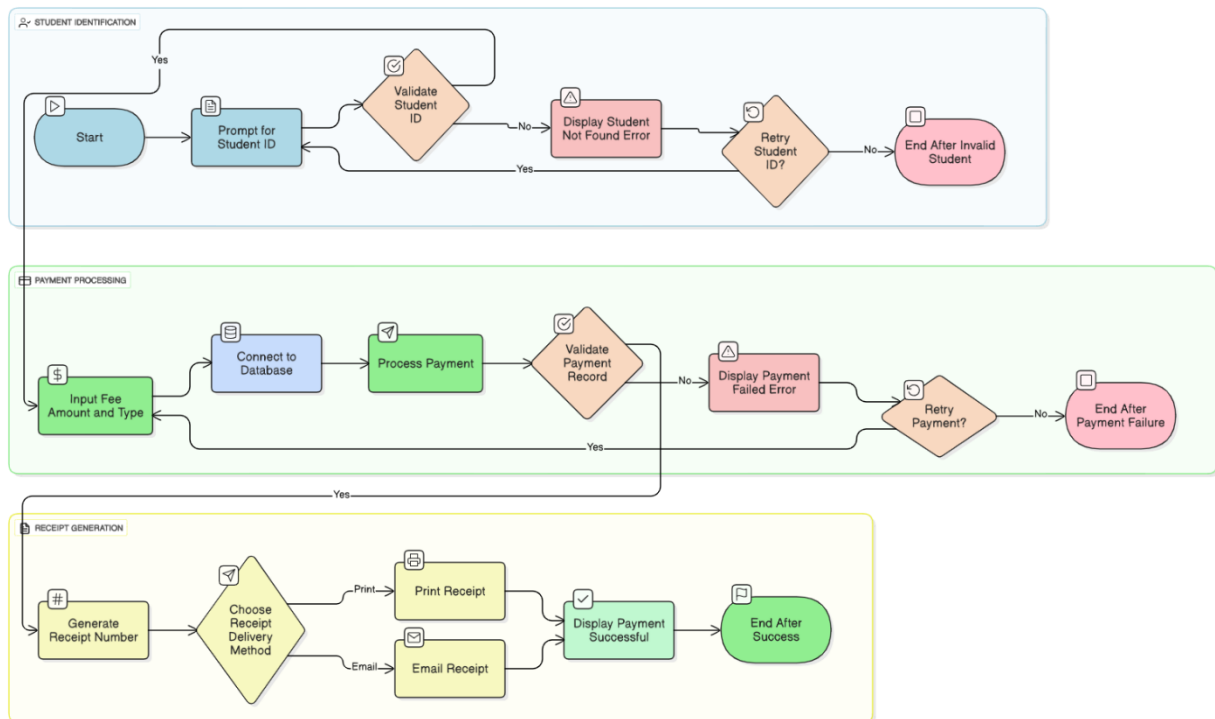 STUDENT IDENTIFICATION
Yes
Start
Prompt for
Student ID
Validate
Student
ID
No
Display Student
Not Found Error
Retry
Student
ID?
No
End After Invalid
Student
Yes
PAYMENT PROCESSING
Input Fee
Amount and Type
Connect to
Database
Process Payment
Validate
Payment
Record
No
Display Payment
Failed Error
Retry
Payment?
No
End After
Payment Failure
Yes
Yes
RECEIPT GENERATION
#
Generate
Receipt Number
Choose
Receipt
Delivery
Method
Print
Print Receipt
Email
Email Receipt
Display Payment
Successful
End After
Success